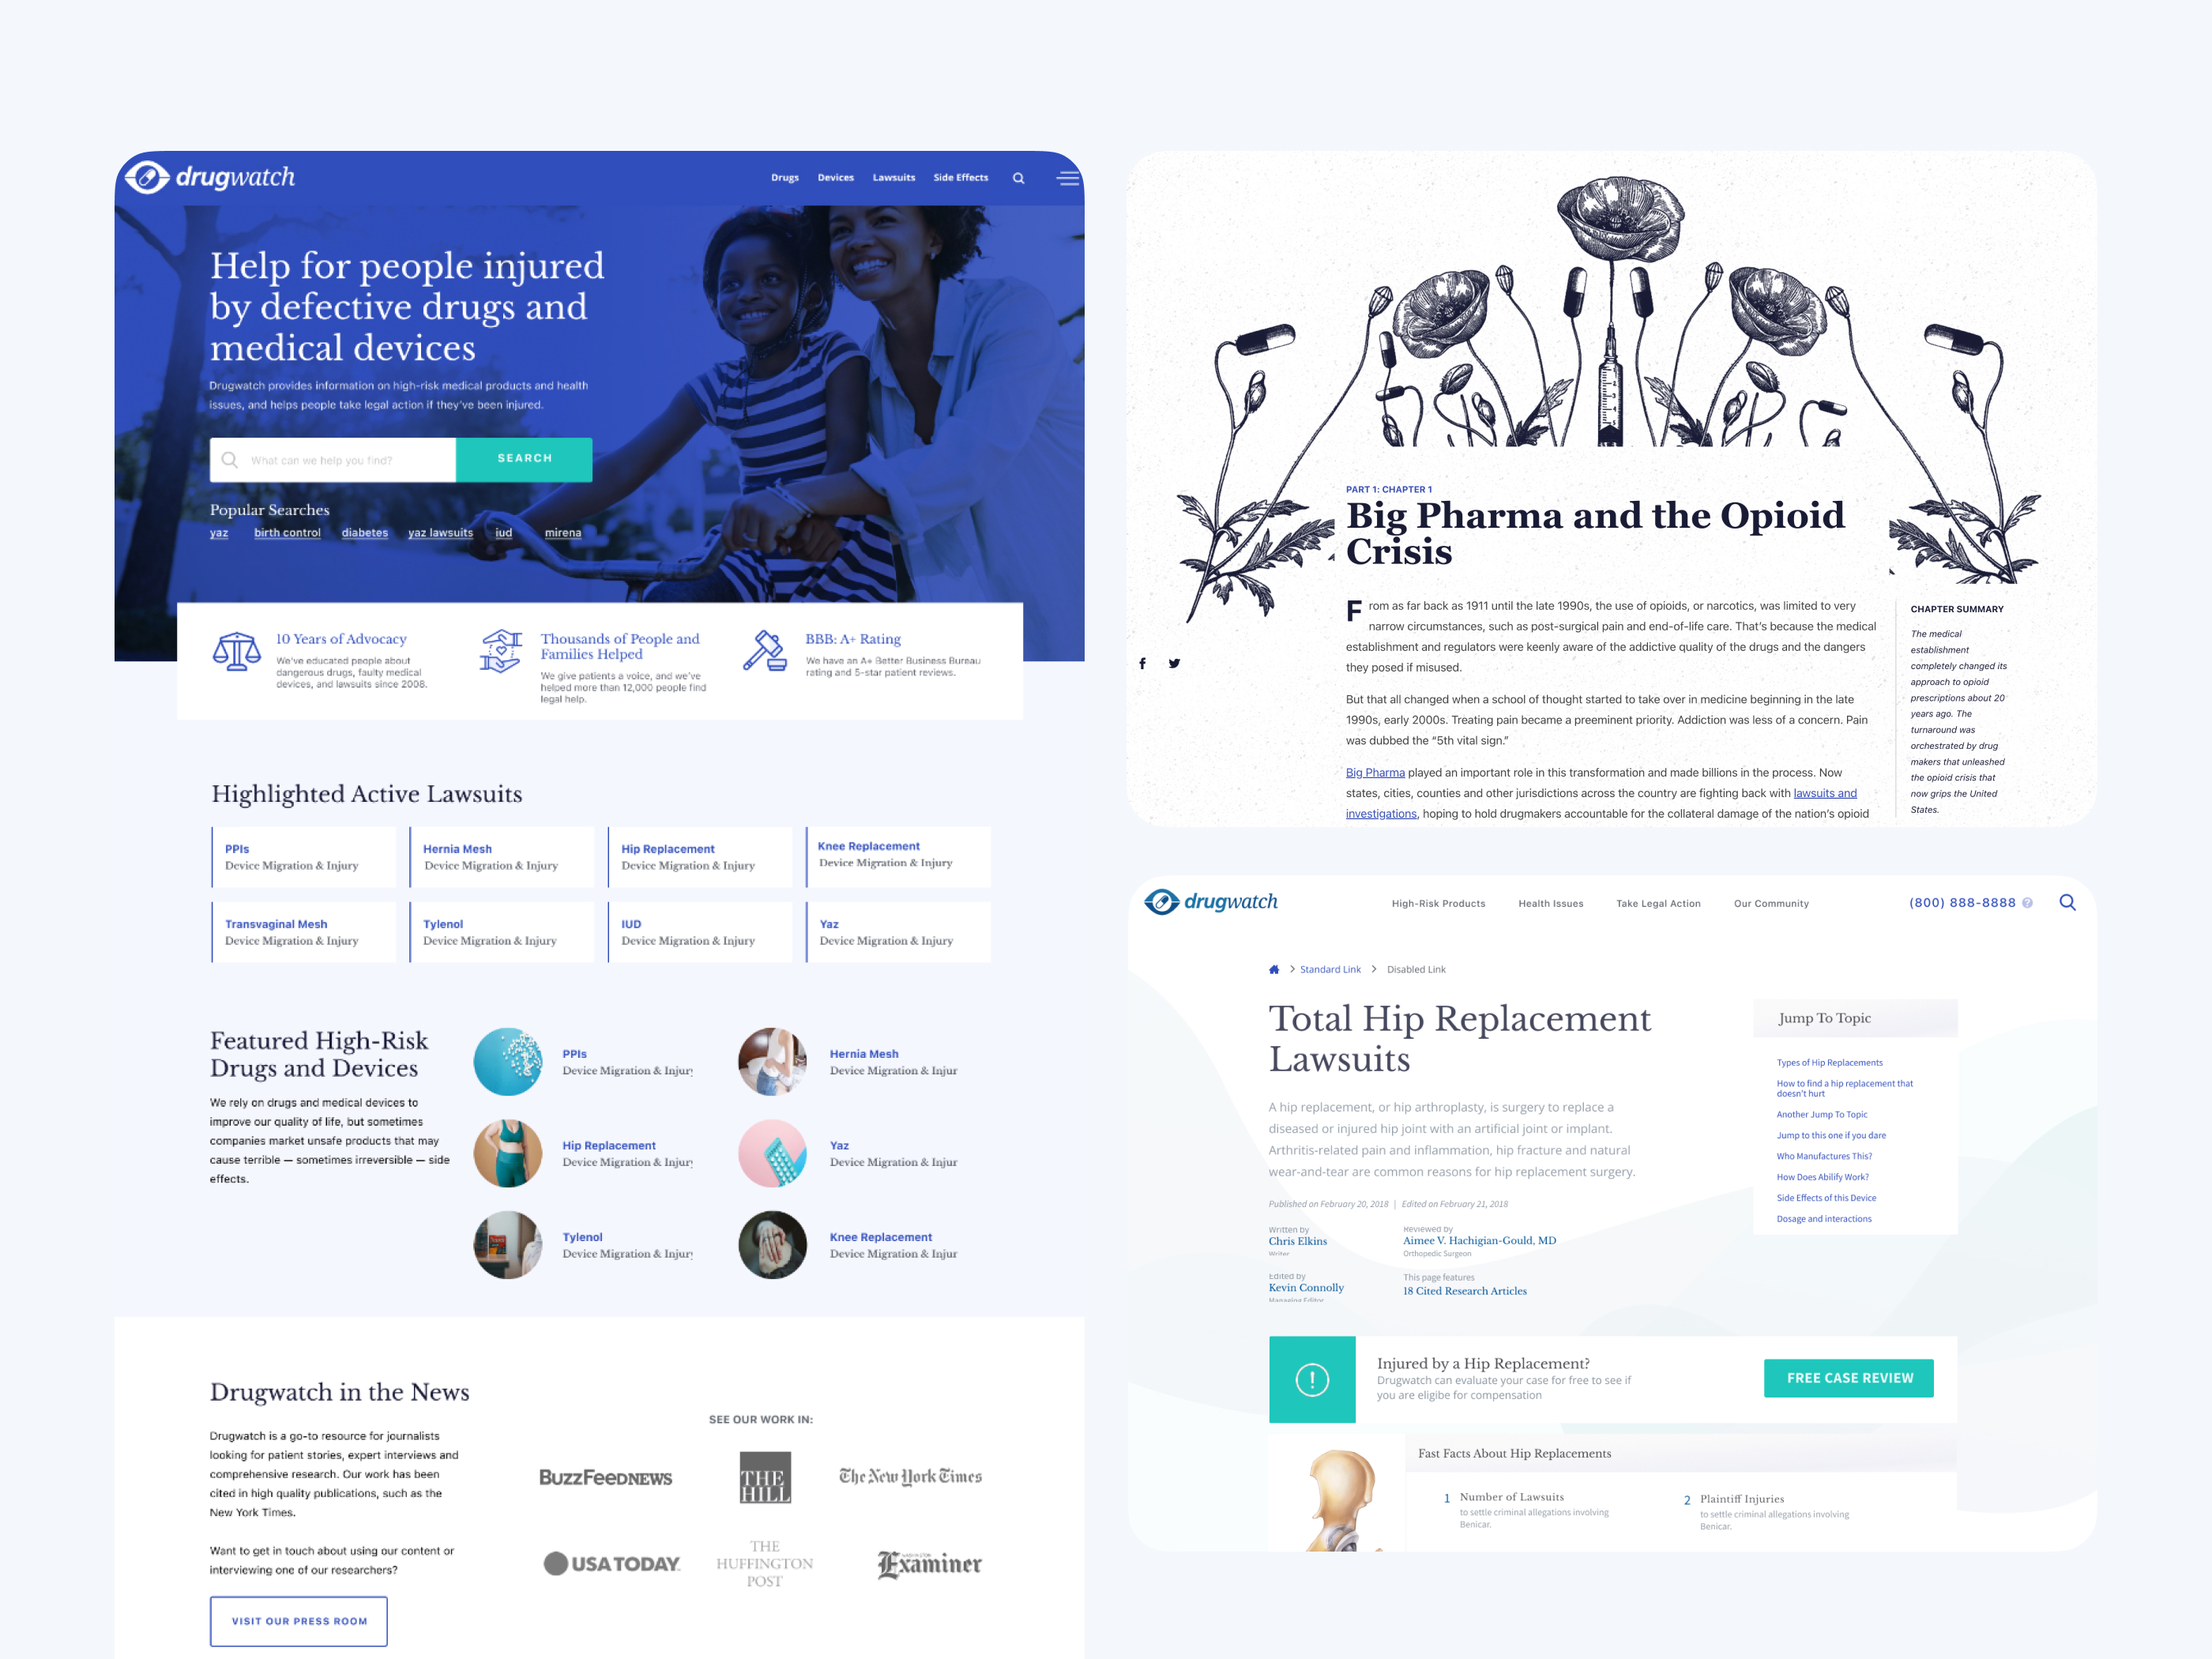 drugwatch
Drugs Devices Lawsuits Side Effects
Help for people injured
by defective drugs and
medical devices
Drugwatch provides information on high-risk medical products and health
issues, and helps people take legal action if they've been injured.
What can we help you find?
SEARCH
Popular Searches
yaz birth control diabetes yaz lawsuits iud mirena
10 Years of Advocacy
We've educated people about
dangerous drugs, faulty medical
devices, and lawsuits since 2008.
Thousands of People and
Families Helped
We give patients a voice, and we've
helped more than 12,000 people find
legal help.
BBB: A+ Rating
We have an A+ Better Business Bureau
rating and 5-star patient reviews.
Highlighted Active Lawsuits
PPIs
Device Migration & Injury
Hernia Mesh
Device Migration & Injury
Hip Replacement
Device Migration & Injury
Knee Replacement
Device Migration & Injury
Transvaginal Mesh
Device Migration & Injury
Tylenol
Device Migration & Injury
IUD
Device Migration & Injury
Yaz
Device Migration & Injury
Featured High-Risk
Drugs and Devices
We rely on drugs and medical devices to
improve our quality of life, but sometimes
companies market unsafe products that may
cause terrible — sometimes irreversible — side
effects.
PPIs
Device Migration & Injury
Hernia Mesh
Device Migration & Injur
Hip Replacement
Device Migration & Injury
Yaz
Device Migration & Injur
Tylenol
Device Migration & Injury
Knee Replacement
Device Migration & Injur
Drugwatch in the News
Drugwatch is a go-to resource for journalists
looking for patient stories, expert interviews and
comprehensive research. Our work has been
cited in high quality publications, such as the
New York Times.
Want to get in touch about using our content or
interviewing one of our researchers?
VISIT OUR PRESS ROOM
SEE OUR WORK IN:
BuzzFeedNEWS
THE
HILL
The New York Times
USA TODAY
THE
HUFFINGTON
POST
Examiner
PART 1: CHAPTER 1
Big Pharma and the Opioid
Crisis
From as far back as 1911 until the late 1990s, the use of opioids, or narcotics, was limited to very
narrow circumstances, such as post-surgical pain and end-of-life care. That's because the medical
establishment and regulators were keenly aware of the addictive quality of the drugs and the dangers
they posed if misused.
But that all changed when a school of thought started to take over in medicine beginning in the late
1990s, early 2000s. Treating pain became a preeminent priority. Addiction was less of a concern. Pain
was dubbed the “5th vital sign.”
Big Pharma played an important role in this transformation and made billions in the process. Now
states, cities, counties and other jurisdictions across the country are fighting back with lawsuits and
investigations, hoping to hold drugmakers accountable for the collateral damage of the nation's opioid
CHAPTER SUMMARY
The medical
establishment
completely changed its
approach to opioid
prescriptions about 20
years ago. The
turnaround was
orchestrated by drug
makers that unleashed
the opioid crisis that
now grips the United
States.
drugwatch
High-Risk Products Health Issues Take Legal Action Our Community (800) 888-8888 ?
Standard Link Disabled Link
Total Hip Replacement
Lawsuits
A hip replacement, or hip arthroplasty, is surgery to replace a
diseased or injured hip joint with an artificial joint or implant.
Arthritis-related pain and inflammation, hip fracture and natural
wear-and-tear are common reasons for hip replacement surgery.
Published on February 20, 2018 | Edited on February 21, 2018
Written by
Chris Elkins
Writer
Reviewed by
Aimee V. Hachigian-Gould, MD
Orthopedic Surgeon
Edited by
Kevin Connolly
Managing Editor
This page features
18 Cited Research Articles
Jump To Topic
Types of Hip Replacements
How to find a hip replacement that
doesn't hurt
Another Jump To Topic
Jump to this one if you dare
Who Manufactures This?
How Does Abilify Work?
Side Effects of this Device
Dosage and interactions
Injured by a Hip Replacement?
Drugwatch can evaluate your case for free to see if
you are eligibe for compensation
FREE CASE REVIEW
Fast Facts About Hip Replacements
1 Number of Lawsuits
to settle criminal allegations involving
Benicar.
2 Plaintiff Injuries
to settle criminal allegations involving
Benicar.